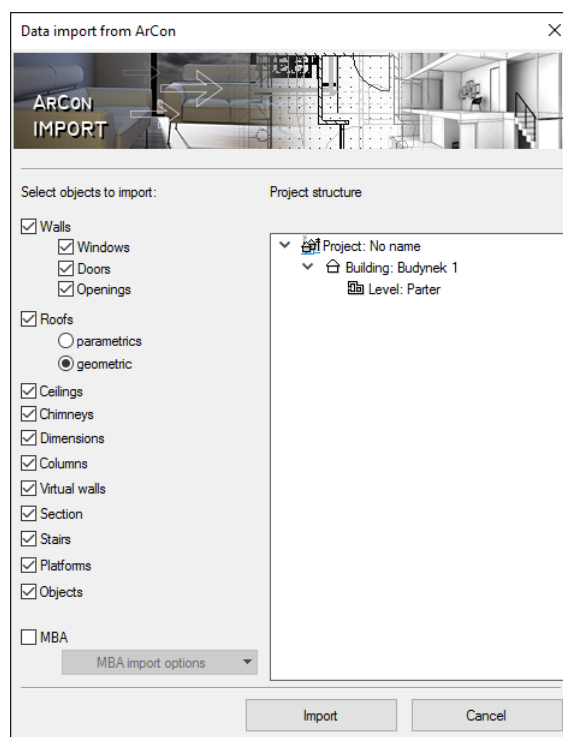 Data import from ArCon
ARCON
IMPORT
Select objects to import:
Project structure
Walls
Windows
Doors
Openings
Roofs
parametrics
geometric
Ceilings
Chimneys
Dimensions
Columns
Virtual walls
Section
Stairs
Platforms
Objects
MBA
MBA import options
Project: No name
Building: Budynek 1
Level: Parter
Import
Cancel